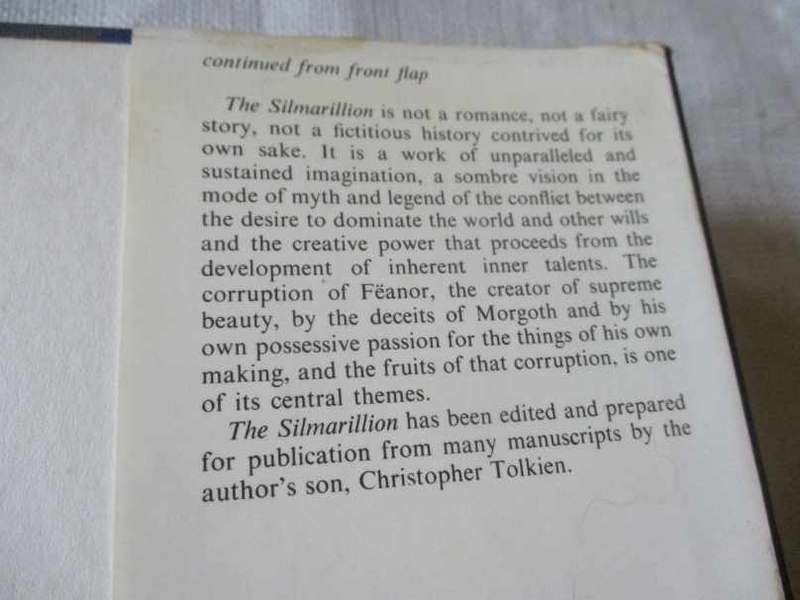 continued from front flap
The Silmarillion is not a romance, not a fairy
story, not a fictitious history contrived for its
own sake. It is a work of unparalleled and
sustained imagination, a sombre vision in the
mode of myth and legend of the conflict between
the desire to dominate the world and other wills
and the creative power that proceeds from the
development of inherent inner talents. The
corruption of Fëanor, the creator of supreme
beauty, by the deceits of Morgoth and by his
own possessive passion for the things of his own
making, and the fruits of that corruption, is one
of its central themes.
The Silmarillion has been edited and prepared
for publication from many manuscripts by the
author's son, Christopher Tolkien.